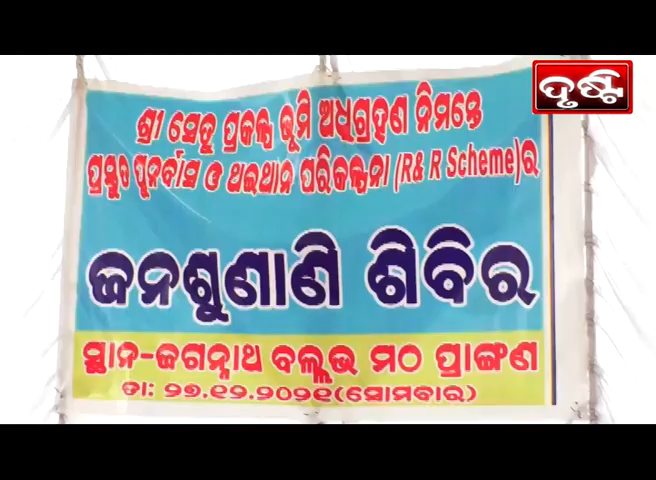 ଦୃଷ୍ଟି
ଶ୍ରୀ ସେତୁ ପ୍ରକଳ୍ପ ଭୂମି ଅଧିଗ୍ରହଣ ନିମନ୍ତେ
ପ୍ରସ୍ତୁତ ପୁନର୍ବାସ ଓ ଥଇଥାନ ପରିକଳ୍ପନା (R& R Scheme)ର
ଜନଶୁଣାଣି ଶିବିର
ସ୍ଥାନ-ଜଗନ୍ନାଥ ବଲ୍ଲଭ ମଠ ପ୍ରାଙ୍ଗଣ
ତା: ୨୭.୧୨.୨୦୨୧(ସୋମବାର)